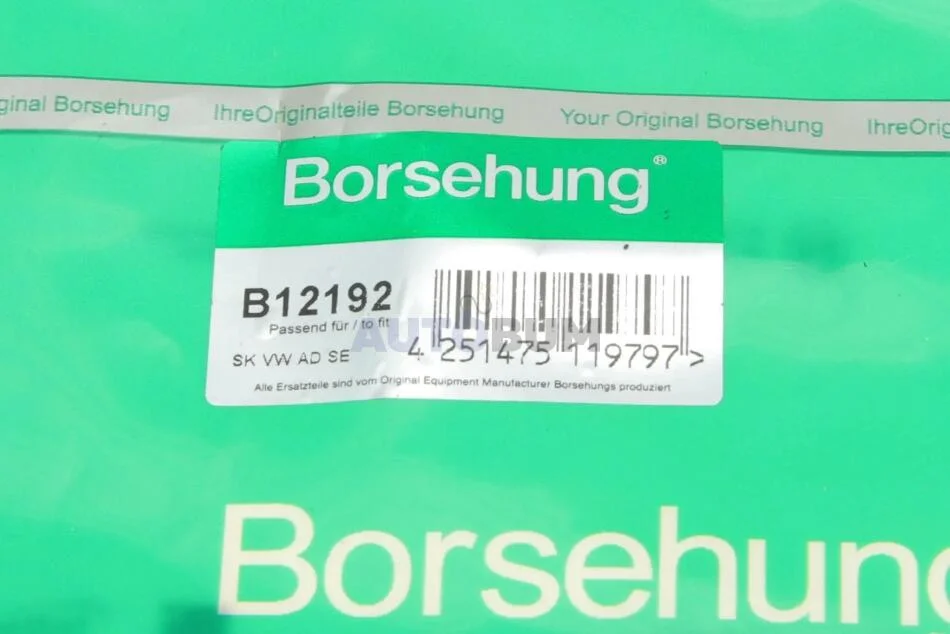 ginal Borsehung IhreOriginalteile Borsehung Your Original Borsehung IhreOrig
Borsehung®
B12192
Passend für / to fit
SK VW AD SE
4 251475 119797 >
AUTOBUM
Alle Ersatzteile sind vom Original Equipment Manufacturer Borsehungs produziert
Borsehung